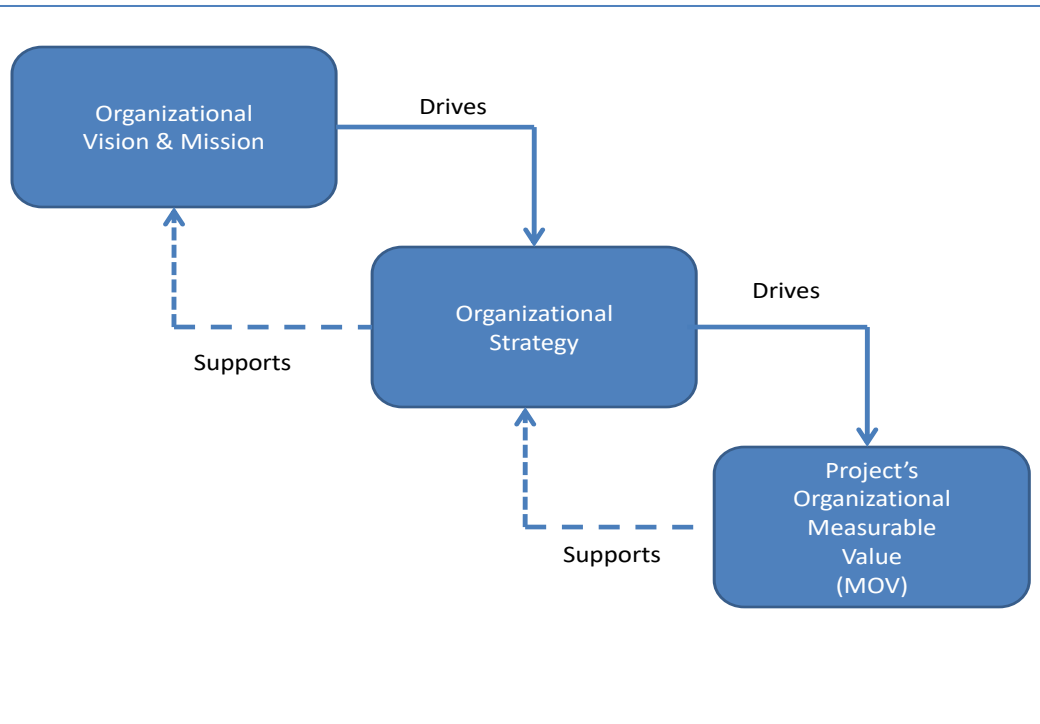 Organizational
Vision & Mission
Drives
Organizational
Strategy
Drives
Supports
Project’s
Organizational
Measurable
Value
(MOV)
Supports